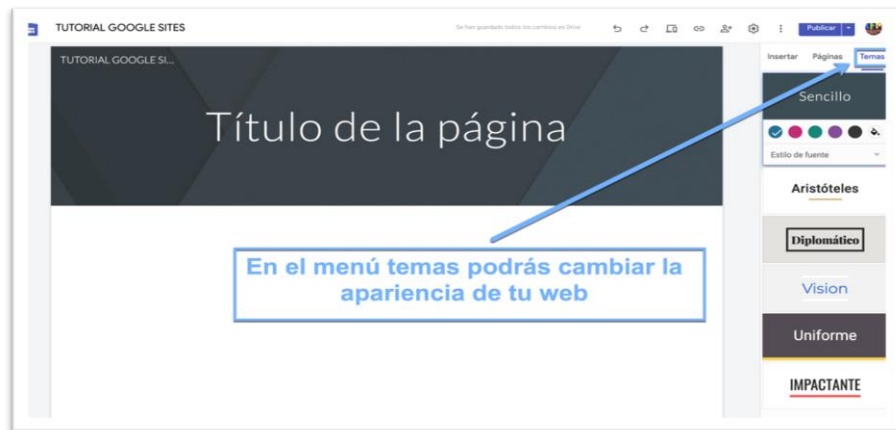 TUTORIAL GOOGLE SITES
Se han guardado todos los cambios en Drive
Publicar
TUTORIAL GOOGLE SI...
Título de la página
Insertar Páginas Temas
Sencillo
Estilo de fuente
Aristóteles
Diplomático
Vision
Uniforme
IMPACTANTE
En el menú temas podrás cambiar la
apariencia de tu web